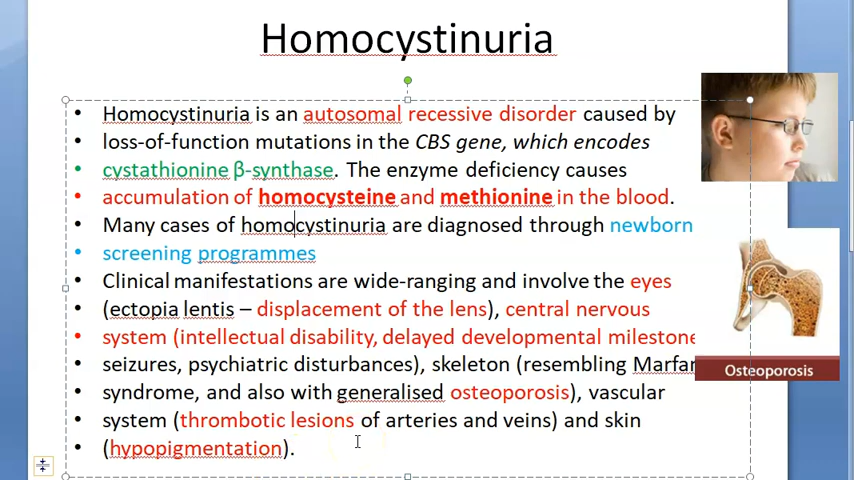 Homocystinuria
• Homocystinuria is an autosomal recessive disorder caused by
• loss-of-function mutations in the CBS gene, which encodes
• cystathionine β-synthase. The enzyme deficiency causes
• accumulation of homocysteine and methionine in the blood.
• Many cases of homocystinuria are diagnosed through newborn
• screening programmes
• Clinical manifestations are wide-ranging and involve the eyes
• (ectopia lentis – displacement of the lens), central nervous
• system (intellectual disability, delayed developmental milestone
• seizures, psychiatric disturbances), skeleton (resembling Marfan
• syndrome, and also with generalised osteoporosis), vascular
• system (thrombotic lesions of arteries and veins) and skin
• (hypopigmentation).
Osteoporosis